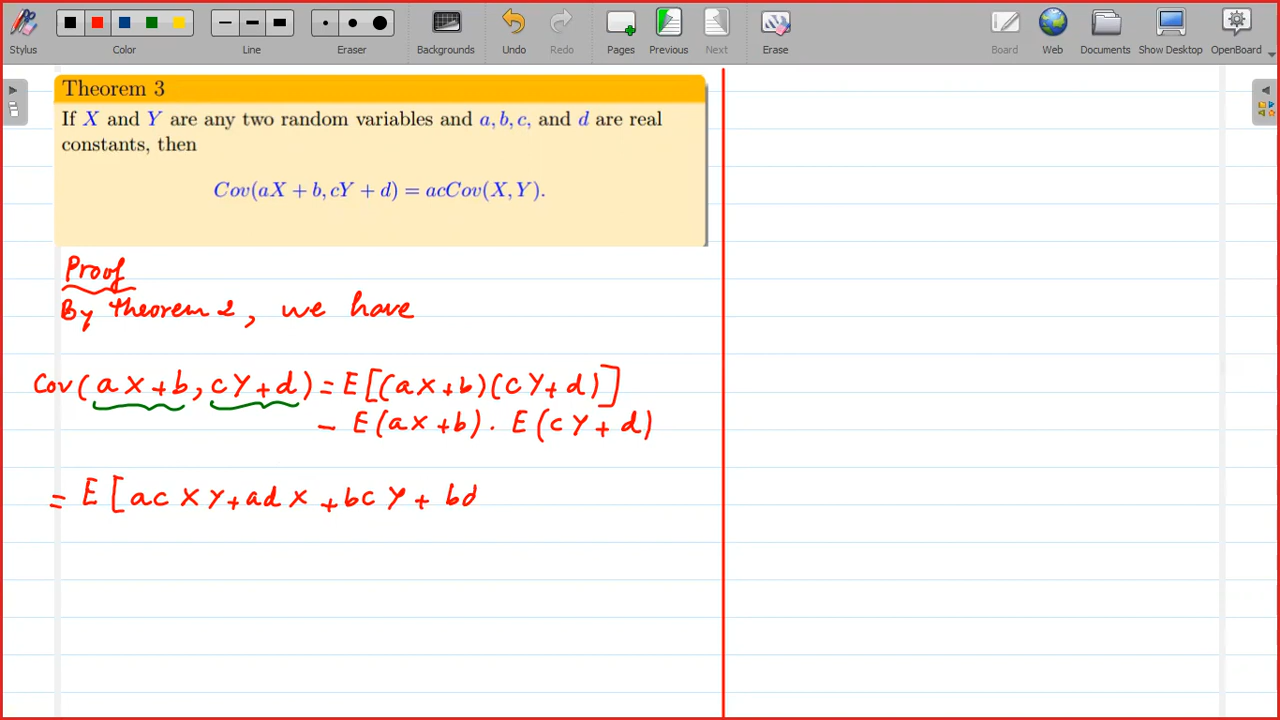 Stylus Color Line Eraser Backgrounds Undo Redo Pages Previous Next Erase Board Web Documents Show Desktop OpenBoard
Theorem 3
If X and Y are any two random variables and a, b, c, and d are real
constants, then
Cov(aX + b, cY + d) = acCov(X, Y).
Proof
By theorem 2, we have
Cov(aX+b, cY+d) = E[(aX+b)(cY+d)]
- E(aX+b) . E(cY+d)
= E[acXY+adX+bcY+bd